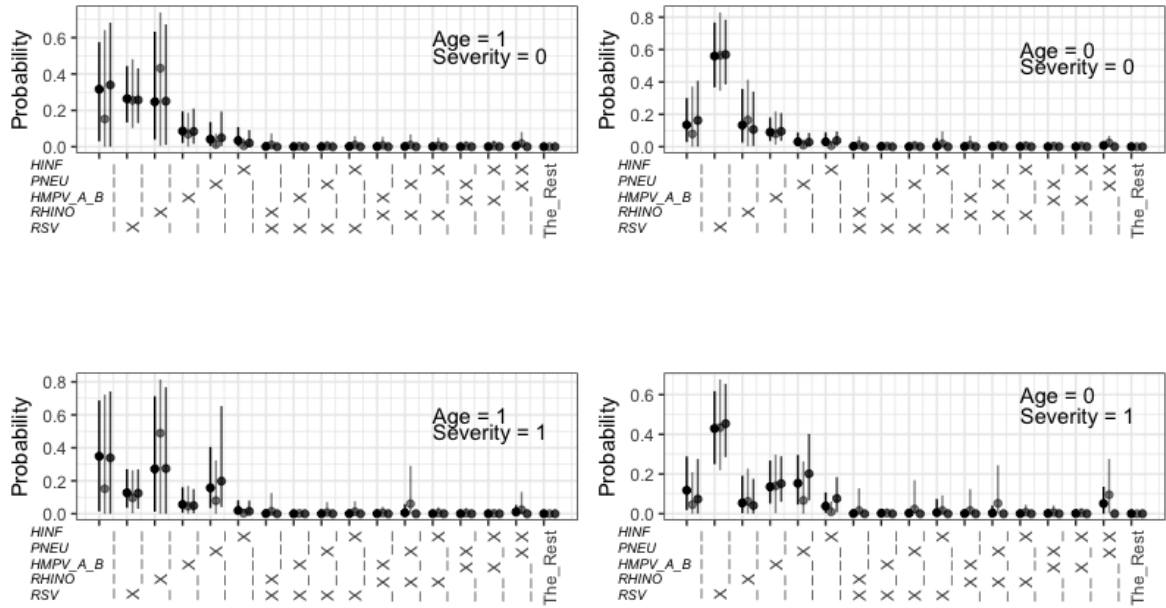 Probability
0.6
0.4
0.2
0.0
Age = 1
Severity = 0
HINF
PNEU
HMPV_A_B
RHINO
RSV
The_Rest
Probability
0.8
0.6
0.4
0.2
0.0
Age = 0
Severity = 0
HINF
PNEU
HMPV_A_B
RHINO
RSV
The_Rest
Probability
0.8
0.6
0.4
0.2
0.0
Age = 1
Severity = 1
HINF
PNEU
HMPV_A_B
RHINO
RSV
The_Rest
Probability
0.6
0.4
0.2
0.0
Age = 0
Severity = 1
HINF
PNEU
HMPV_A_B
RHINO
RSV
The_Rest